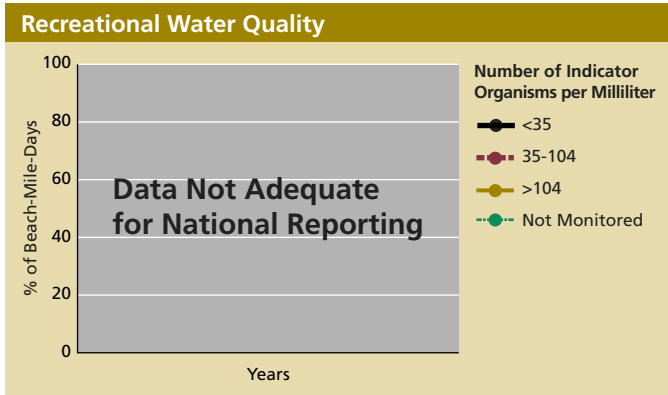 Recreational Water Quality
% of Beach-Mile-Days
100
80
60
40
20
0
Data Not Adequate
for National Reporting
Years
Number of Indicator
Organisms per Milliliter
<35
35-104
>104
Not Monitored